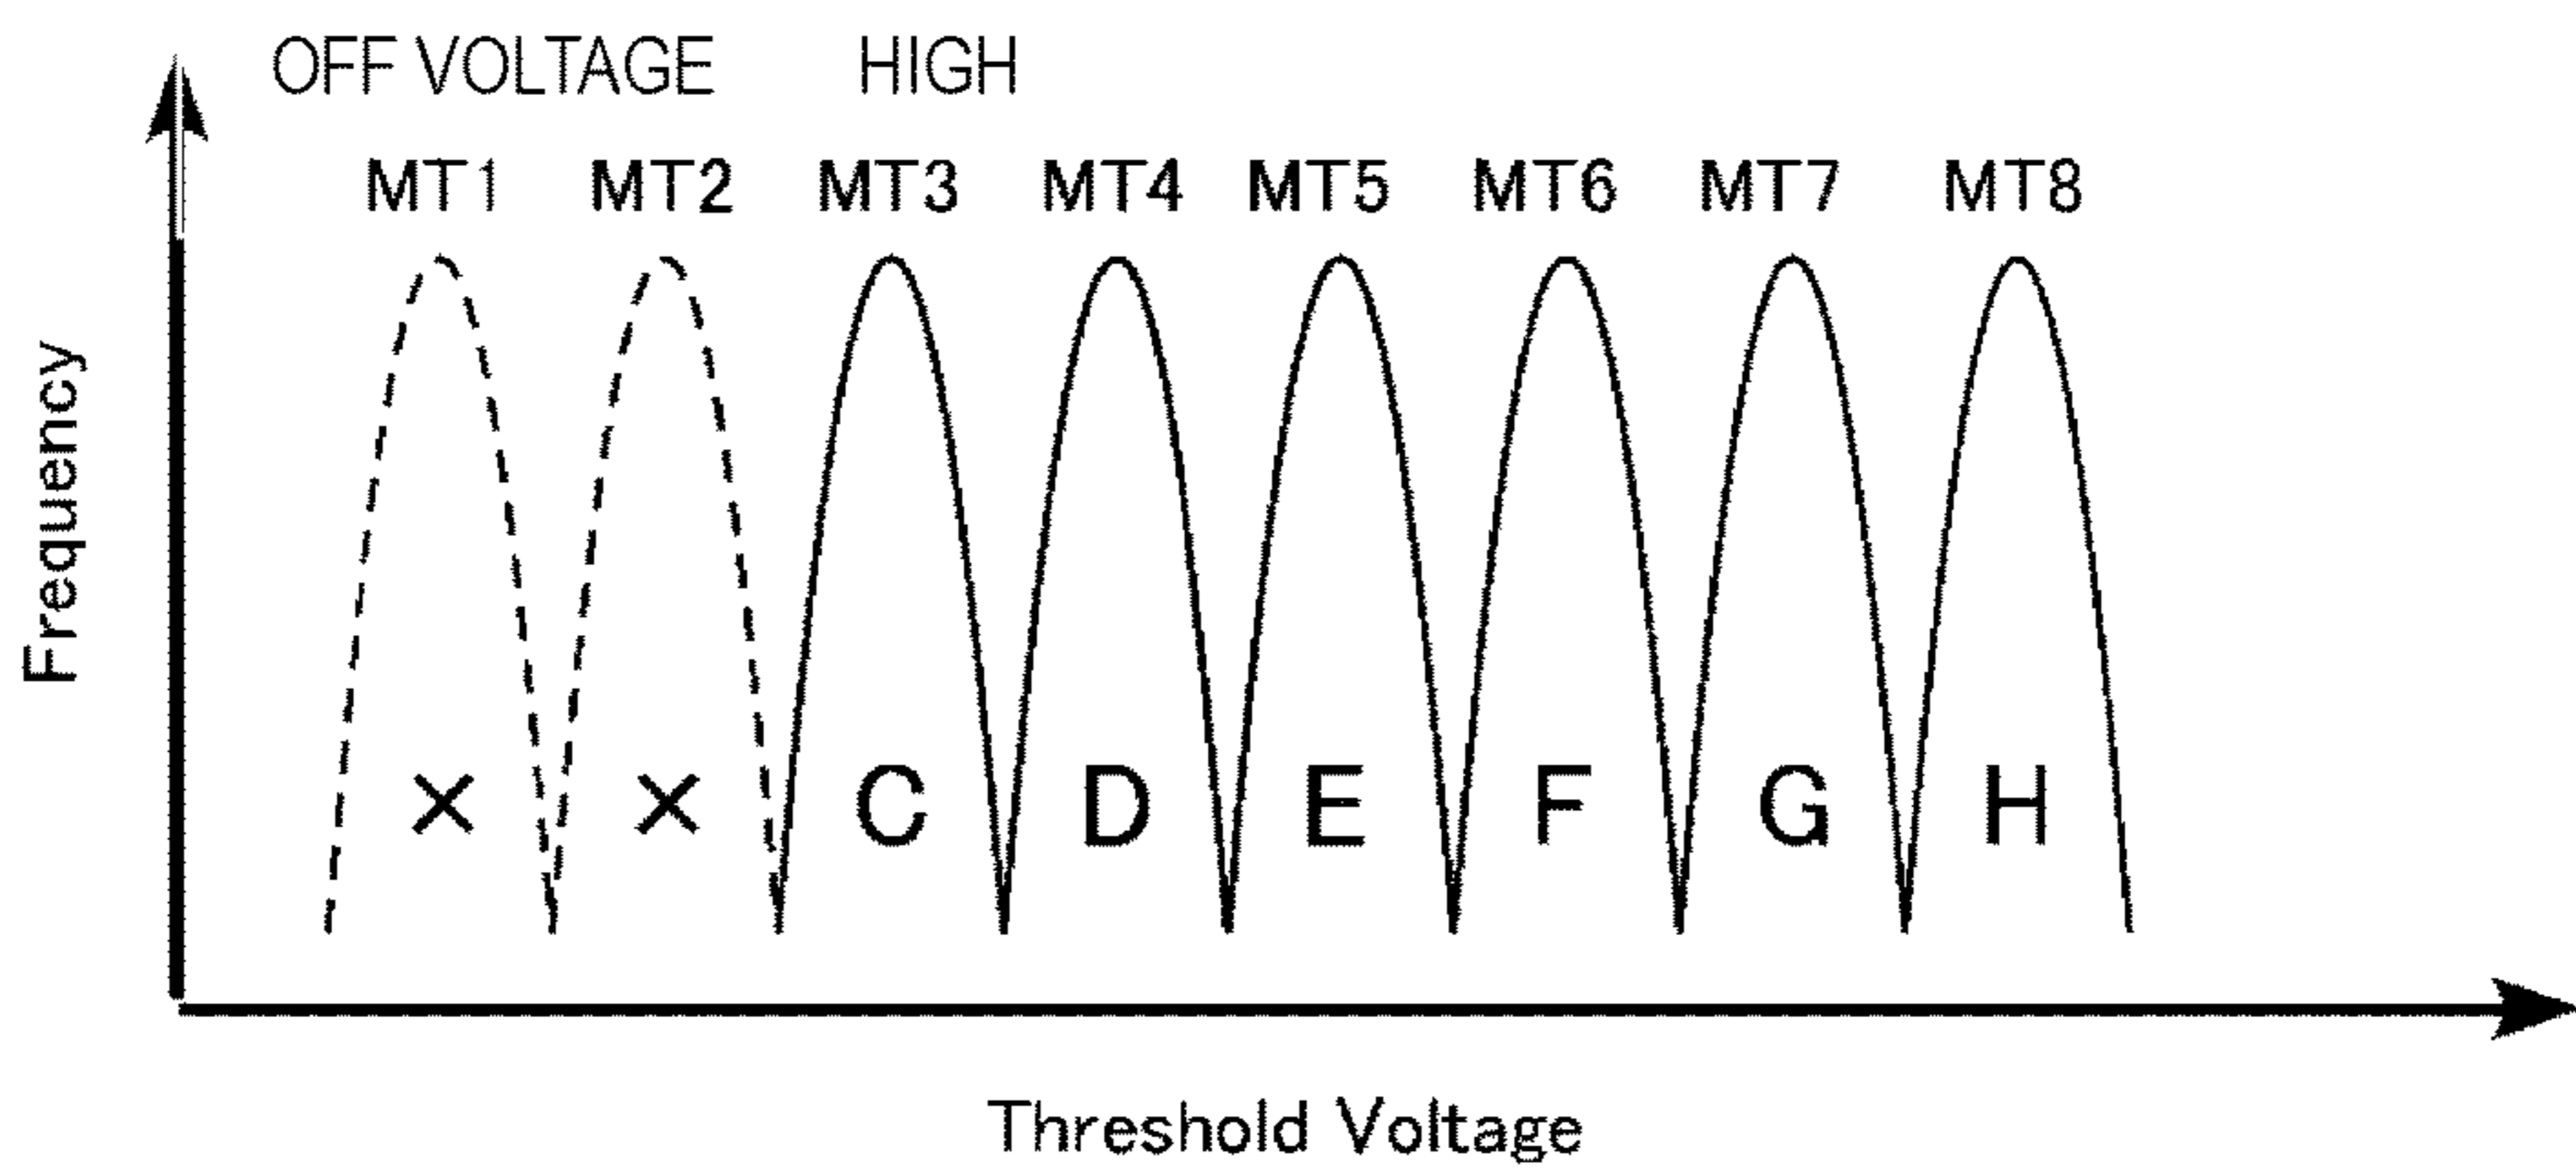 OFF VOLTAGE HIGH
MT1 MT2 MT3 MT4 MT5 MT6 MT7 MT8
Frequency
× × C D E F G H
Threshold Voltage